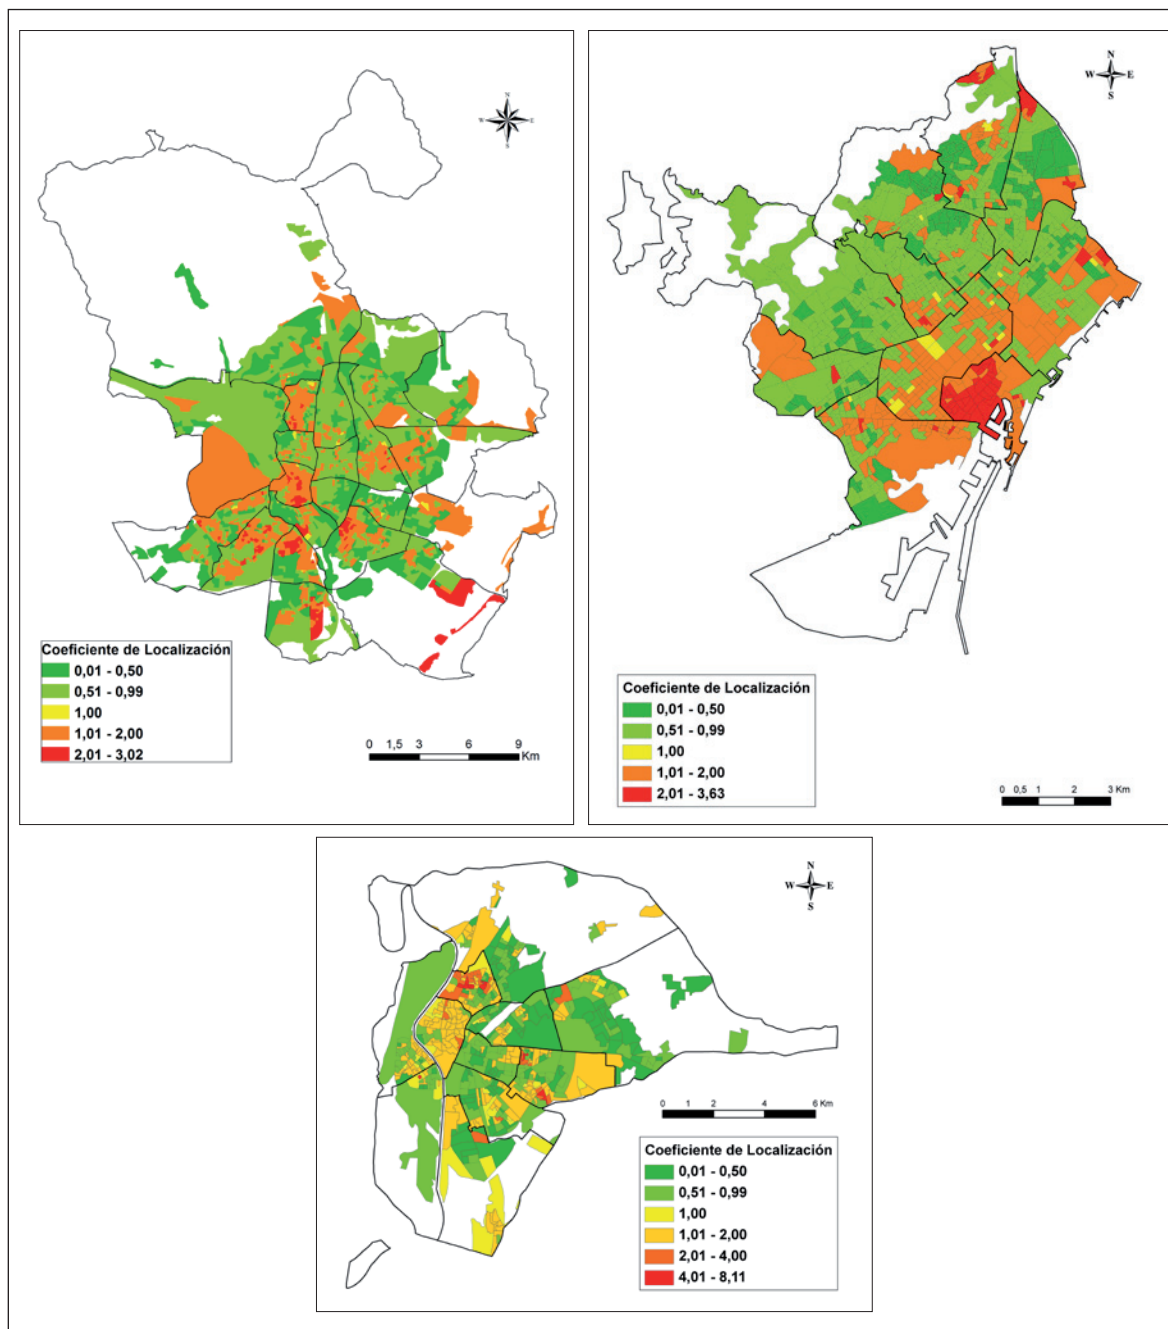 N
W E
S
Coeficiente de Localización
0,01 - 0,50
0,51 - 0,99
1,00
1,01 - 2,00
2,01 - 3,02
0 1,5 3 6 9
Km
N
W E
S
Coeficiente de Localización
0,01 - 0,50
0,51 - 0,99
1,00
1,01 - 2,00
2,01 - 3,63
0 0,5 1 2 3 Km
N
W E
S
0 1 2 4 6 Km
Coeficiente de Localización
0,01 - 0,50
0,51 - 0,99
1,00
1,01 - 2,00
2,01 - 4,00
4,01 - 8,11